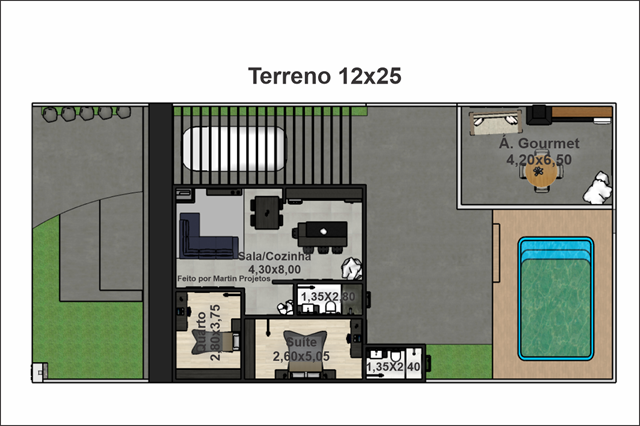 Terreno 12x25
A. Gourmet
4,20x6,50
Sala/Cozinha
4,30x8,00
Feito por Martin Projetos
1,35X2,80
Quarto
2,80x3,75
Suite
2,60x5,05
1,35X2,40